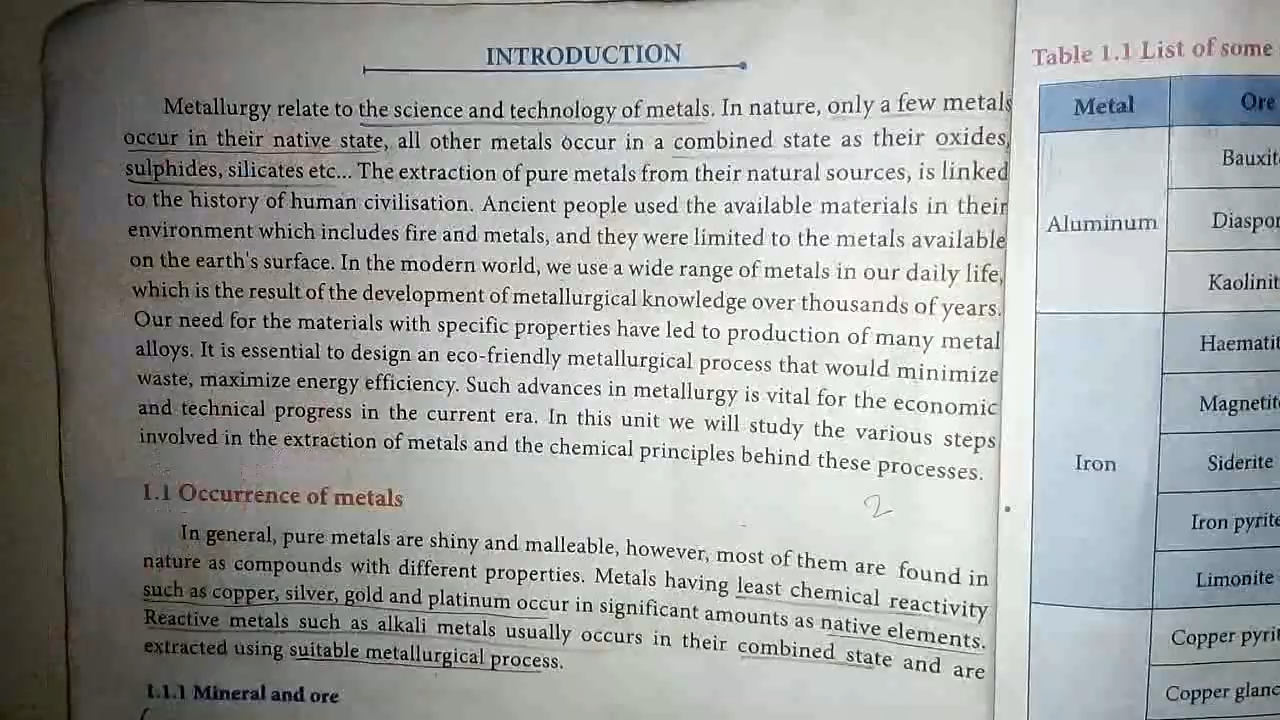 INTRODUCTION
Metallurgy relate to the science and technology of metals. In nature, only a few metals
occur in their native state, all other metals occur in a combined state as their oxides,
sulphides, silicates etc... The extraction of pure metals from their natural sources, is linked
to the history of human civilisation. Ancient people used the available materials in their
environment which includes fire and metals, and they were limited to the metals available
on the earth's surface. In the modern world, we use a wide range of metals in our daily life,
which is the result of the development of metallurgical knowledge over thousands of years.
Our need for the materials with specific properties have led to production of many metal
alloys. It is essential to design an eco-friendly metallurgical process that would minimize
waste, maximize energy efficiency. Such advances in metallurgy is vital for the economic
and technical progress in the current era. In this unit we will study the various steps
involved in the extraction of metals and the chemical principles behind these processes.
2
1.1 Occurrence of metals
In general, pure metals are shiny and malleable, however, most of them are found in
nature as compounds with different properties. Metals having least chemical reactivity
such as copper, silver, gold and platinum occur in significant amounts as native elements.
Reactive metals such as alkali metals usually occurs in their combined state and are
extracted using suitable metallurgical process.
1.1.1 Mineral and ore
Table 1.1 List of some
Metal
Ore
Aluminum
Iron
Siderite
Limonite